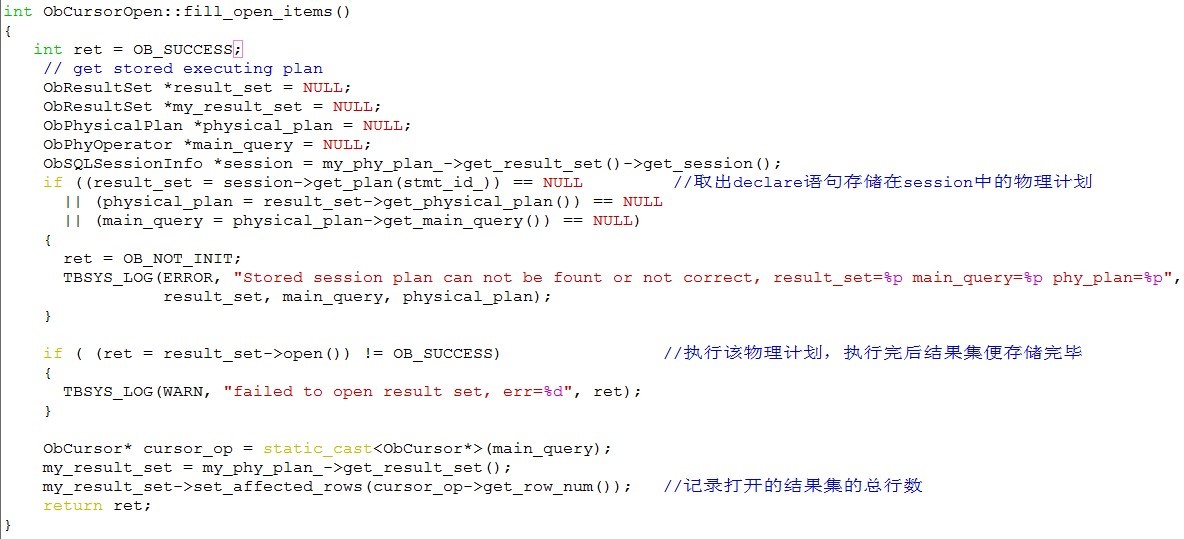 int ObCursorOpen::fill_open_items()
{
   int ret = OB_SUCCESS;
    // get stored executing plan
    ObResultSet *result_set = NULL;
    ObResultSet *my_result_set = NULL;
    ObPhysicalPlan *physical_plan = NULL;
    ObPhyOperator *main_query = NULL;
    ObSQLSessionInfo *session = my_phy_plan_->get_result_set()->get_session();
    if ((result_set = session->get_plan(stmt_id_)) == NULL         //取出declare语句存储在session中的物理计划
      || (physical_plan = result_set->get_physical_plan()) == NULL
      || (main_query = physical_plan->get_main_query()) == NULL)
    {
      ret = OB_NOT_INIT;
      TBSYS_LOG(ERROR, "Stored session plan can not be fount or not correct, result_set=%p main_query=%p phy_plan=%p",
                result_set, main_query, physical_plan);
    }

    if ( (ret = result_set->open()) != OB_SUCCESS)                //执行该物理计划，执行完后结果集便存储完毕
    {
      TBSYS_LOG(WARN, "failed to open result set, err=%d", ret);
    }

    ObCursor* cursor_op = static_cast<ObCursor*>(main_query);
    my_result_set = my_phy_plan_->get_result_set();
    my_result_set->set_affected_rows(cursor_op->get_row_num());   //记录打开的结果集的总行数
    return ret;
}